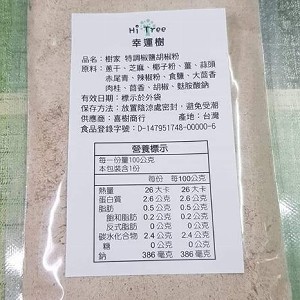 Hi Tree
幸運樹
品名：樹家 特調椒鹽胡椒粉
原料：蔥干、芝麻、椰子粉、薑、蒜頭
赤尾青、辣椒粉、食鹽、大茴香
肉桂、茴香、胡椒、麩胺酸鈉
有效日期：標示於外袋
保存方法：放置陰涼處密封，避免受潮
供應商：喜樹商行　　產地：台灣
食品登錄字號：D-147951748-00000-6
營養標示
每一份量100公克
本包裝含1份
每份　每100公克
熱量　26 大卡　26 大卡
蛋白質　2.6 公克　2.6 公克
脂肪　0.5 公克　0.5 公克
飽和脂肪　0.2 公克　0.2 公克
反式脂肪　0 公克　0 公克
碳水化合物　2.4 公克　2.4 公克
糖　0 公克　0 公克
鈉　386 毫克　386 毫克